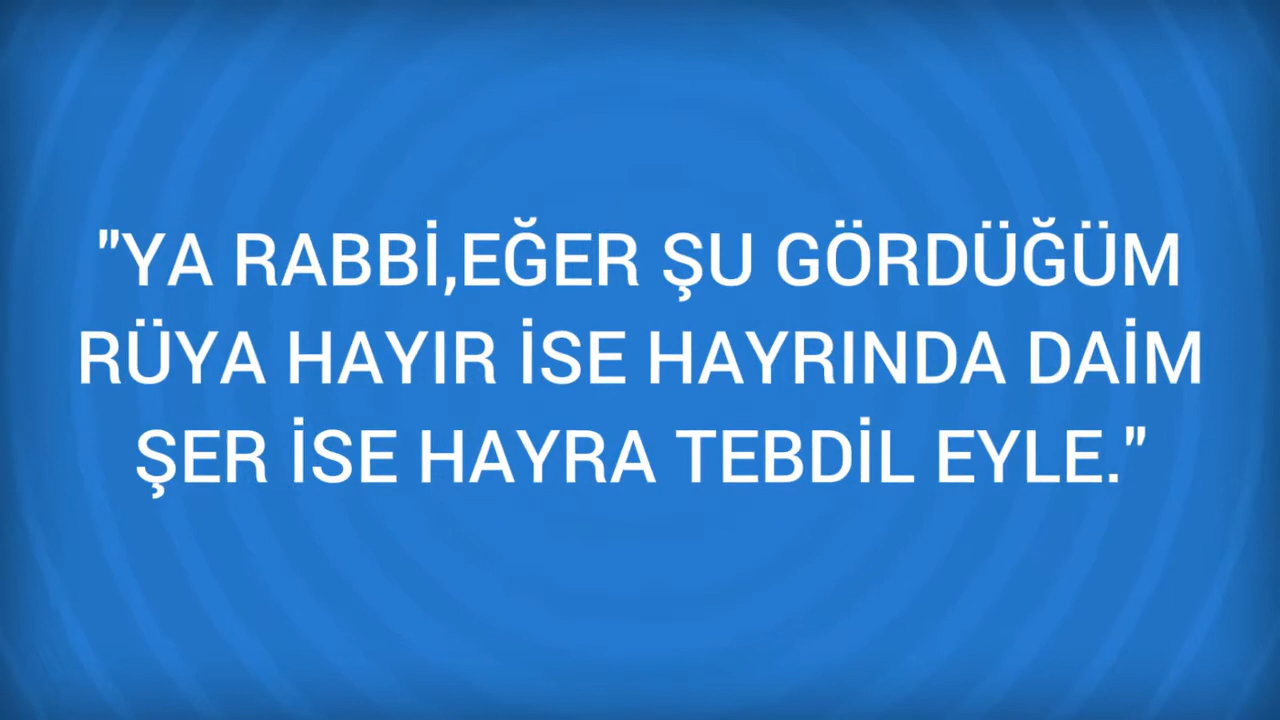 "YA RABBİ,EĞER ŞU GÖRDÜĞÜM
RÜYA HAYIR İSE HAYRINDA DAİM
ŞER İSE HAYRA TEBDİL EYLE."